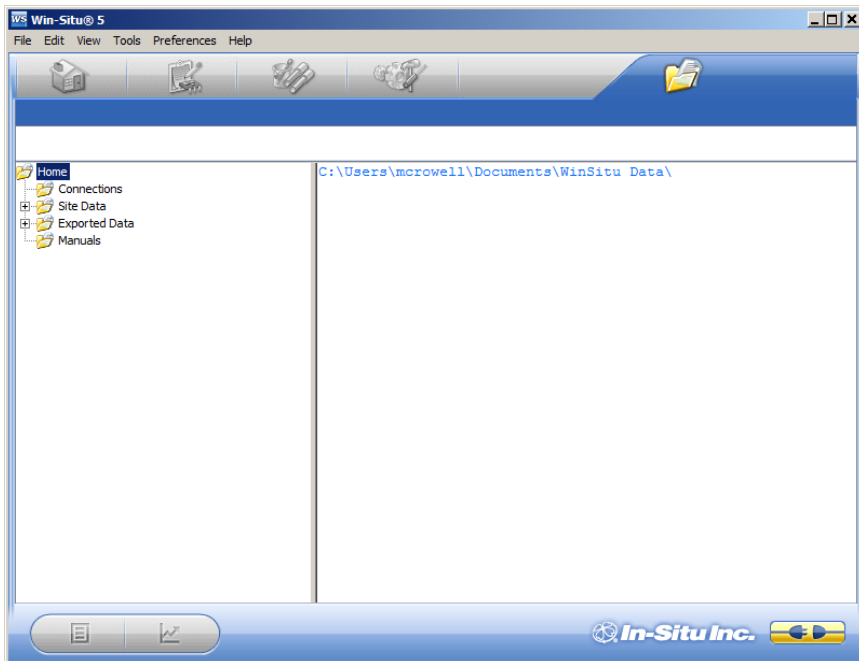 WS Win-Situ® 5
File Edit View Tools Preferences Help
Home
Connections
Site Data
Exported Data
Manuals
C:\Users\mcrowell\Documents\WinSitu Data\
In-Situ Inc.